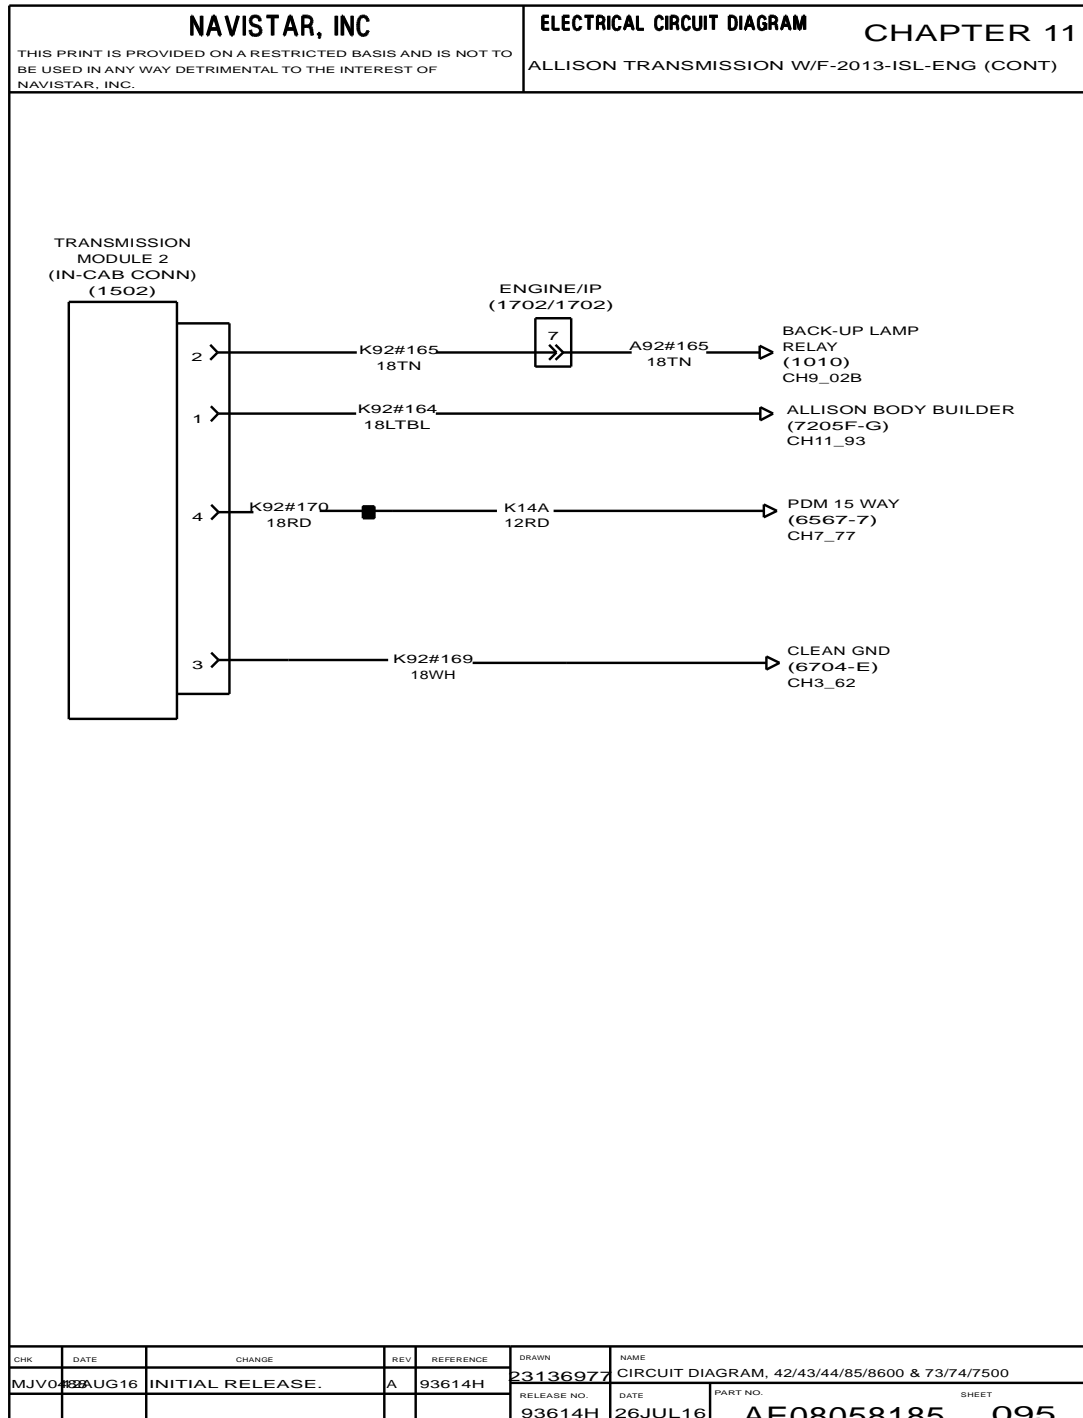 NAVISTAR, INC
THIS PRINT IS PROVIDED ON A RESTRICTED BASIS AND IS NOT TO
BE USED IN ANY WAY DETRIMENTAL TO THE INTEREST OF
NAVISTAR, INC.
ELECTRICAL CIRCUIT DIAGRAM
CHAPTER 11
ALLISON TRANSMISSION W/F-2013-ISL-ENG (CONT)
TRANSMISSION
MODULE 2
(IN-CAB CONN)
(1502)
ENGINE/IP
(1702/1702)
7
2
K92#165
18TN
A92#165
18TN
BACK-UP LAMP
RELAY
(1010)
CH9_02B
1
K92#164
18LTBL
ALLISON BODY BUILDER
(7205F-G)
CH11_93
4
K92#170
18RD
K14A
12RD
PDM 15 WAY
(6567-7)
CH7_77
3
K92#169
18WH
CLEAN GND
(6704-E)
CH3_62
CHK
DATE
CHANGE
REV
REFERENCE
DRAWN
NAME
INITIAL RELEASE.
A
93614H
23136977
CIRCUIT DIAGRAM, 42/43/44/85/8600 & 73/74/7500
RELEASE NO.
DATE
PART NO.
SHEET
93614H
26JUL16
AE08058185
095